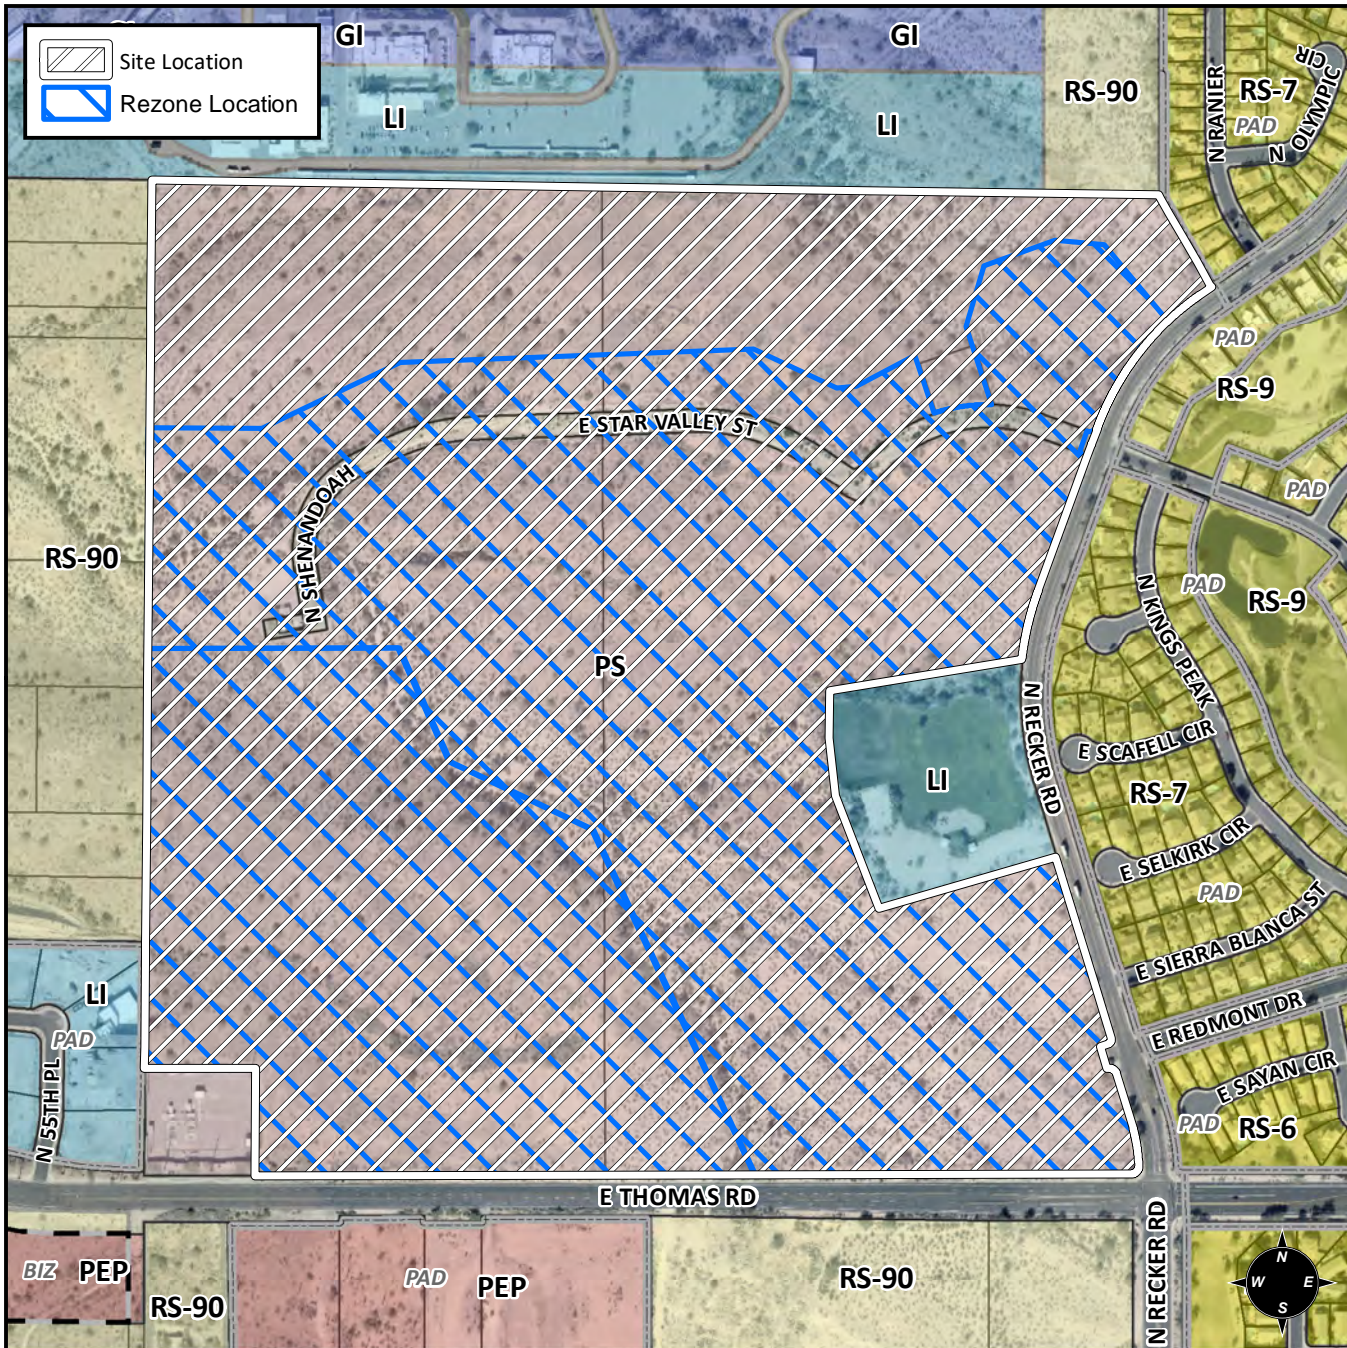 GI
GI
Site Location
Rezone Location
LI
LI
RS-90
RS-7
PAD
N RANIER
N OLYMPIC CIR
PAD
RS-9
E STAR VALLEY ST
N SHENANDOAH
PAD
RS-90
PAD
RS-9
N KINGS PEAK
PS
N RECKER RD
E SCAFELL CIR
LI
RS-7
E SELKIRK CIR
PAD
E SIERRA BLANCA ST
LI
PAD
E REDMONT DR
N 55TH PL
E SAYAN CIR
PAD
RS-6
E THOMAS RD
N RECKER RD
BIZ
PEP
RS-90
PAD
PEP
RS-90
N
W
E
S